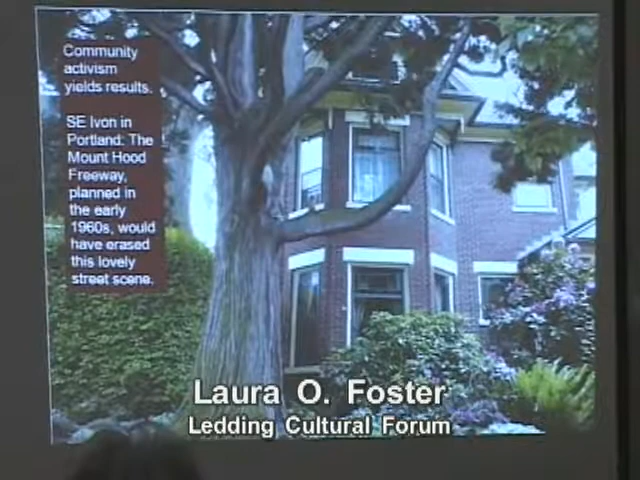 Community
activism
yields results.
SE Ivon in
Portland: The
Mount Hood
Freeway,
planned in
the early
1960s, would
have erased
this lovely
street scene.
Laura O. Foster
Ledding Cultural Forum